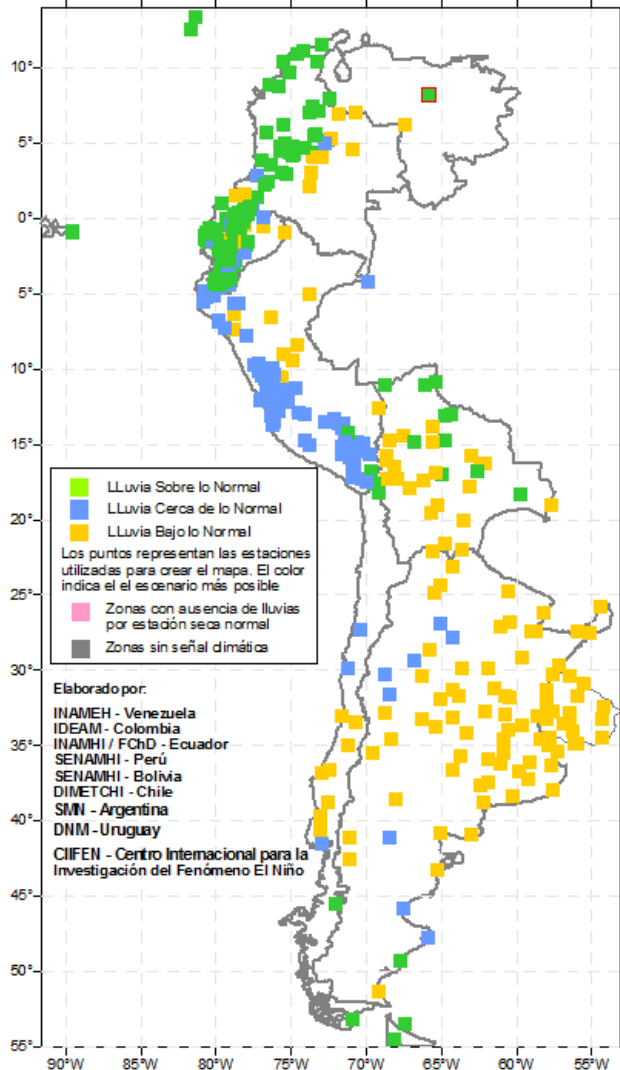 10°
5°
0°
5°
10°
15°
20°
25°
30°
35°
40°
45°
50°
55°
LLuvia Sobre lo Normal
LLuvia Cerca de lo Normal
LLuvia Bajo lo Normal
Los puntos representan las estaciones
utilizadas para crear el mapa. El color
indica el el escenario más posible
Zonas con ausencia de lluvias
por estación seca normal
Zonas sin señal climática
Elaborado por:
INAMEH - Venezuela
IDEAM - Colombia
INAMHI / FChD - Ecuador
SENAMHI - Perú
SENAMHI - Bolivia
DIMETCHI - Chile
SMN - Argentina
DNM - Uruguay
CIIFEN - Centro Internacional para la
Investigación del Fenómeno El Niño
90°W 85°W 80°W 75°W 70°W 65°W 60°W 55°W